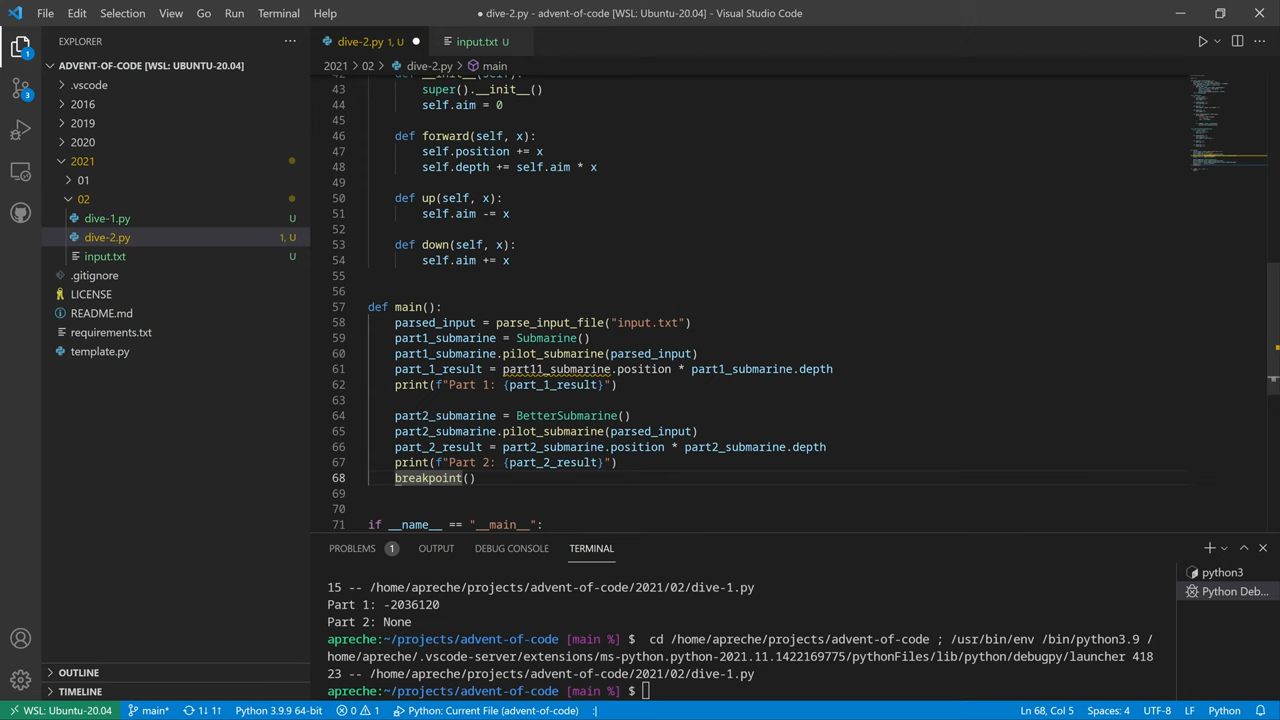 File Edit Selection View Go Run Terminal Help
● dive-2.py - advent-of-code [WSL: Ubuntu-20.04] - Visual Studio Code
EXPLORER
ADVENT-OF-CODE [WSL: UBUNTU-20.04]
.vscode
2016
2019
2020
2021
01
02
dive-1.py U
dive-2.py 1, U
input.txt U
.gitignore
LICENSE
README.md
requirements.txt
template.py
OUTLINE
TIMELINE
1
3
dive-2.py 1, U ●
input.txt U
2021 > 02 > dive-2.py > main
42 def __init__(self):
43 super().__init__()
44 self.aim = 0
45
46 def forward(self, x):
47 self.position += x
48 self.depth += self.aim * x
49
50 def up(self, x):
51 self.aim -= x
52
53 def down(self, x):
54 self.aim += x
55
56
57 def main():
58 parsed_input = parse_input_file("input.txt")
59 part1_submarine = Submarine()
60 part1_submarine.pilot_submarine(parsed_input)
61 part_1_result = part11_submarine.position * part1_submarine.depth
62 print(f"Part 1: {part_1_result}")
63
64 part2_submarine = BetterSubmarine()
65 part2_submarine.pilot_submarine(parsed_input)
66 part_2_result = part2_submarine.position * part2_submarine.depth
67 print(f"Part 2: {part_2_result}")
68 breakpoint()
69
70
71 if __name__ == "__main__":
PROBLEMS 1 OUTPUT DEBUG CONSOLE TERMINAL
15 -- /home/apreche/projects/advent-of-code/2021/02/dive-1.py
Part 1: -2036120
Part 2: None
apreche:~/projects/advent-of-code [main %] $  cd /home/apreche/projects/advent-of-code ; /usr/bin/env /bin/python3.9 /
home/apreche/.vscode-server/extensions/ms-python.python-2021.11.1422169775/pythonFiles/lib/python/debugpy/launcher 418
23 -- /home/apreche/projects/advent-of-code/2021/02/dive-1.py
apreche:~/projects/advent-of-code [main %] $
python3
Python Deb...
WSL: Ubuntu-20.04 main* 1↓ 1↑ Python 3.9.9 64-bit 0 1 Python: Current File (advent-of-code) :| Ln 68, Col 5 Spaces: 4 UTF-8 LF Python